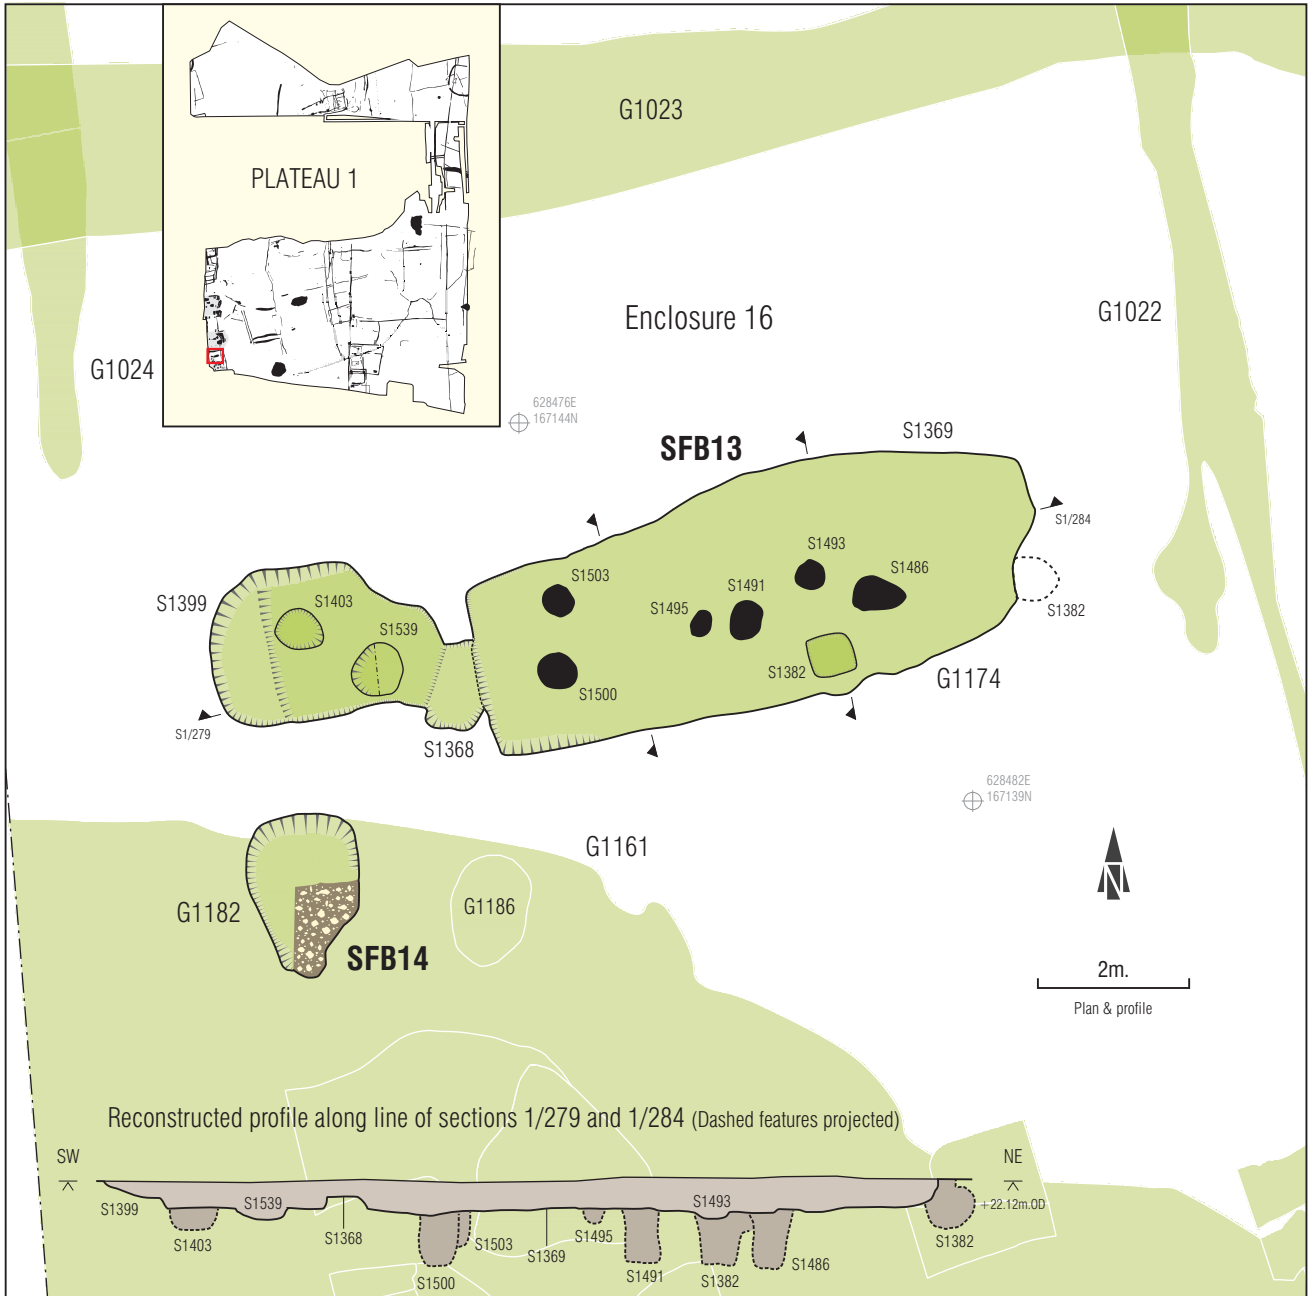 G1023
PLATEAU 1
Enclosure 16
G1022
G1024
628476E
167144N
SFB13
S1369
S1/284
S1493
S1503
S1486
S1491
S1399
S1403
S1495
S1382
S1539
S1382
G1174
S1500
S1/279
S1368
628482E
167139N
G1161
N
G1182
G1186
SFB14
2m.
Plan & profile
Reconstructed profile along line of sections 1/279 and 1/284 (Dashed features projected)
SW
NE
S1399
S1539
S1493
+22.12m.OD
S1403
S1368
S1503
S1369
S1495
S1382
S1500
S1491
S1382
S1486